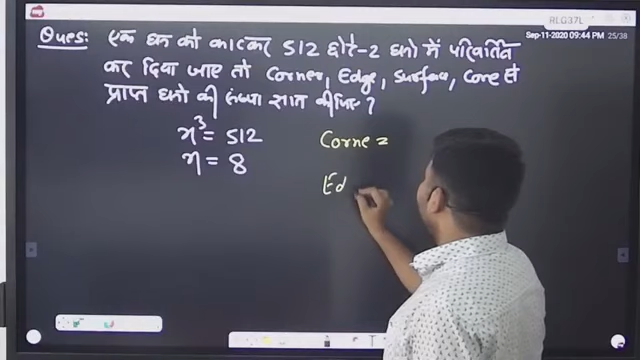 RLG37L
Sep-11-2020 09:44 PM 25/38
Ques: एक घन को काटकर 512 छोटे-2 घनो में परिवर्तित
कर दिया जाए तो Corner, Edge, Surface, Core से
प्राप्त घनो की संख्या ज्ञात कीजिए ?
n³ = 512
n = 8
Corne =
Ed